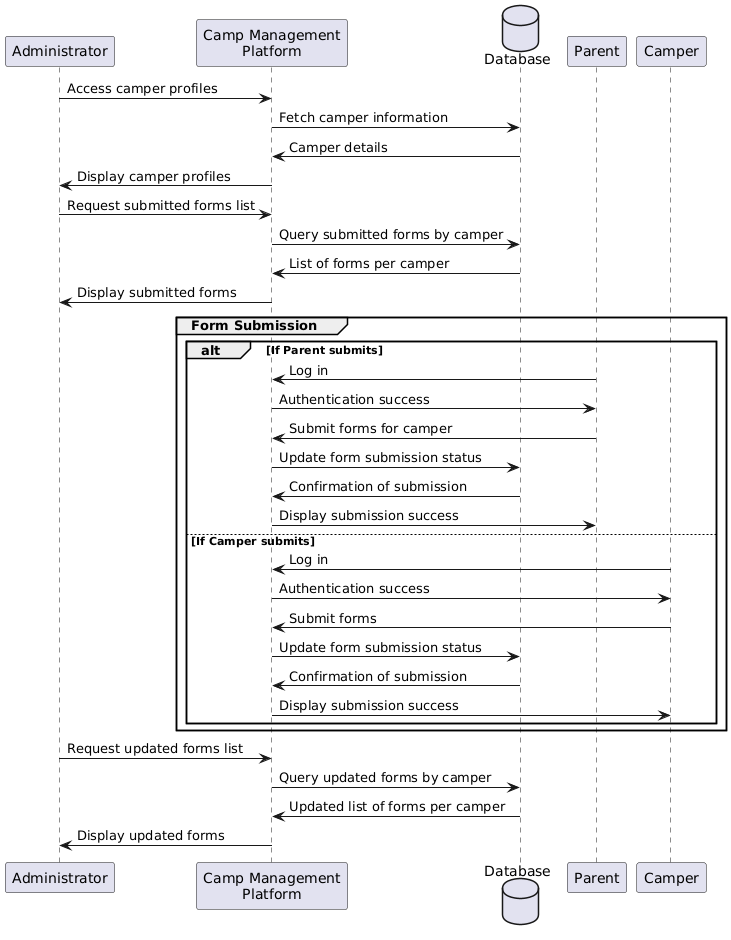 Administrator
Camp Management
Platform
Database
Parent
Camper
Access camper profiles
Fetch camper information
Camper details
Display camper profiles
Request submitted forms list
Query submitted forms by camper
List of forms per camper
Display submitted forms
Form Submission
alt
[If Parent submits]
Log in
Authentication success
Submit forms for camper
Update form submission status
Confirmation of submission
Display submission success
[If Camper submits]
Log in
Authentication success
Submit forms
Update form submission status
Confirmation of submission
Display submission success
Request updated forms list
Query updated forms by camper
Updated list of forms per camper
Display updated forms
Administrator
Camp Management
Platform
Database
Parent
Camper